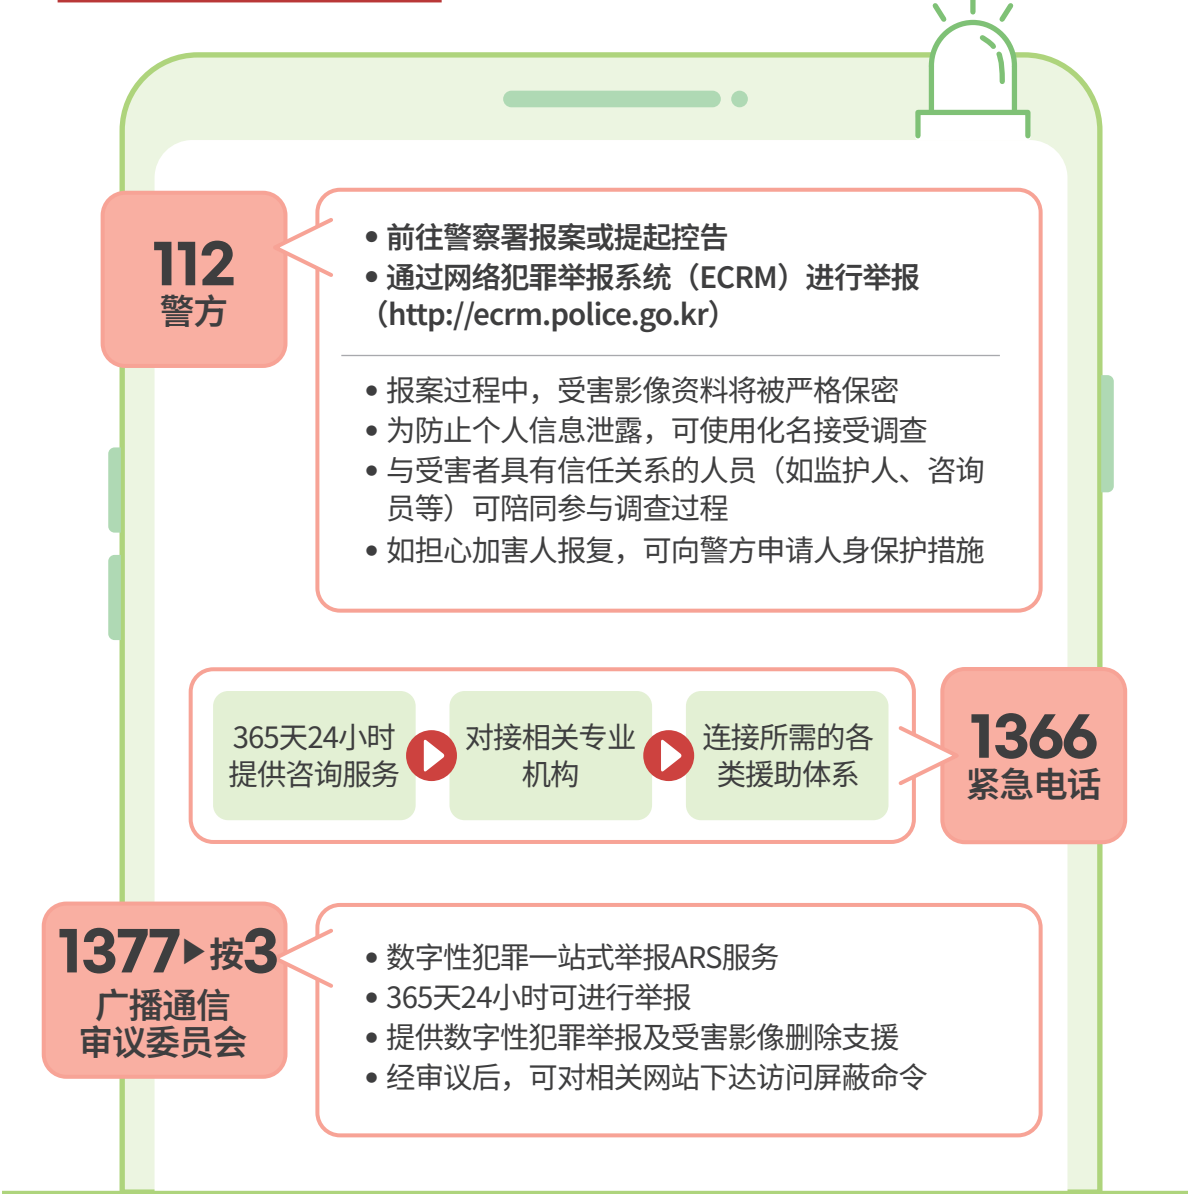 112
警方
• 前往警察署报案或提起控告
• 通过网络犯罪举报系统（ECRM）进行举报
（http://ecrm.police.go.kr）
• 报案过程中，受害影像资料将被严格保密
• 为防止个人信息泄露，可使用化名接受调查
• 与受害者具有信任关系的人员（如监护人、咨询
员等）可陪同参与调查过程
• 如担心加害人报复，可向警方申请人身保护措施
365天24小时
提供咨询服务
对接相关专业
机构
连接所需的各
类援助体系
1366
紧急电话
1377▶按3
广播通信
审议委员会
• 数字性犯罪一站式举报ARS服务
• 365天24小时可进行举报
• 提供数字性犯罪举报及受害影像删除支援
• 经审议后，可对相关网站下达访问屏蔽命令